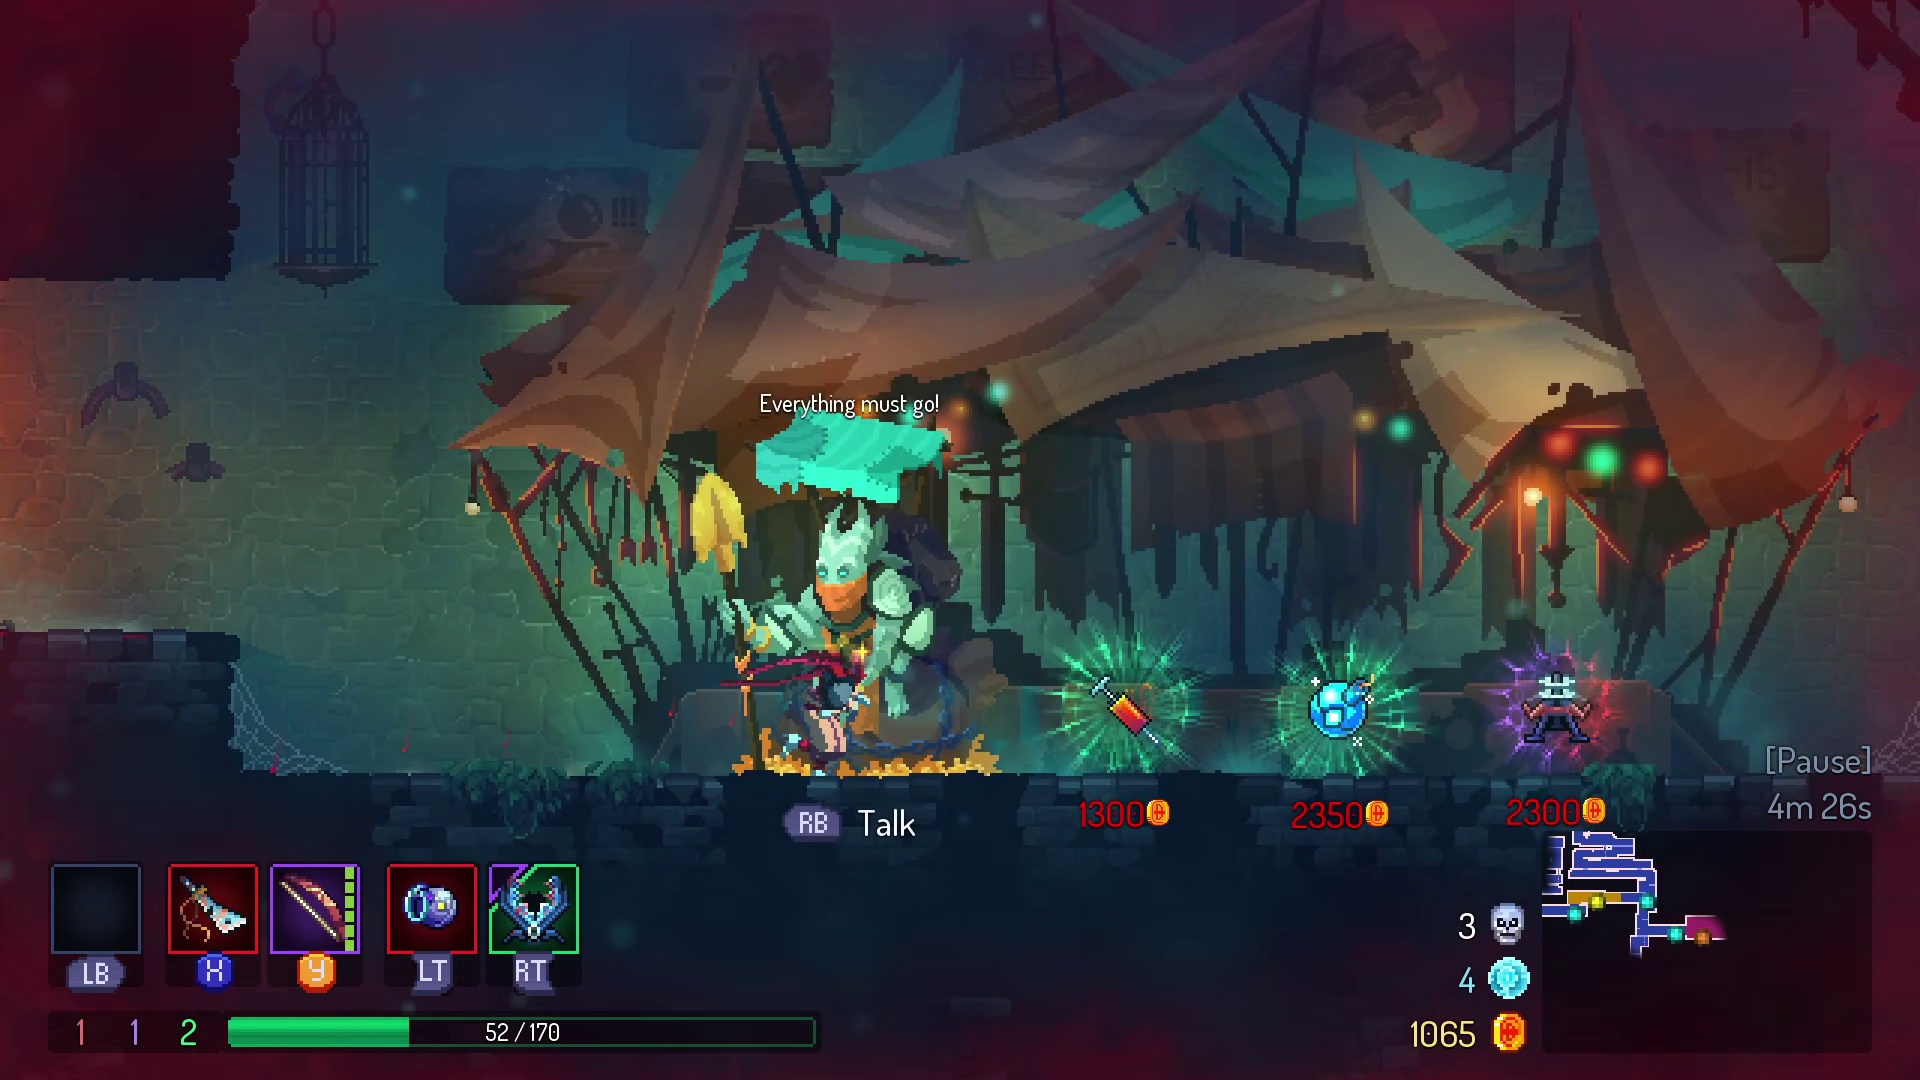 !!!
-15
Everything must go!
RB Talk
1300
2350
2300
[Pause]
4m 26s
LB
X
Y
LT
RT
3
4
1065
1 1 2
52 / 170